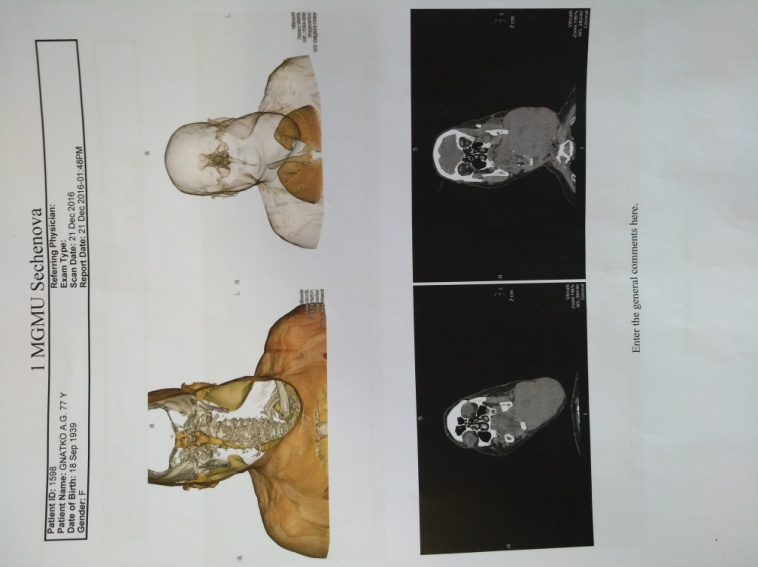 1 MGMU Sechenova
Patient ID: 1598
Patient Name: GNATKO A.G. 77 Y
Date of Birth: 18 Sep 1939
Gender: F
Referring Physician:
Exam Type:
Scan Date: 21 Dec 2016
Report Date: 21 Dec 2016-01:48PM
Enter the general comments here.